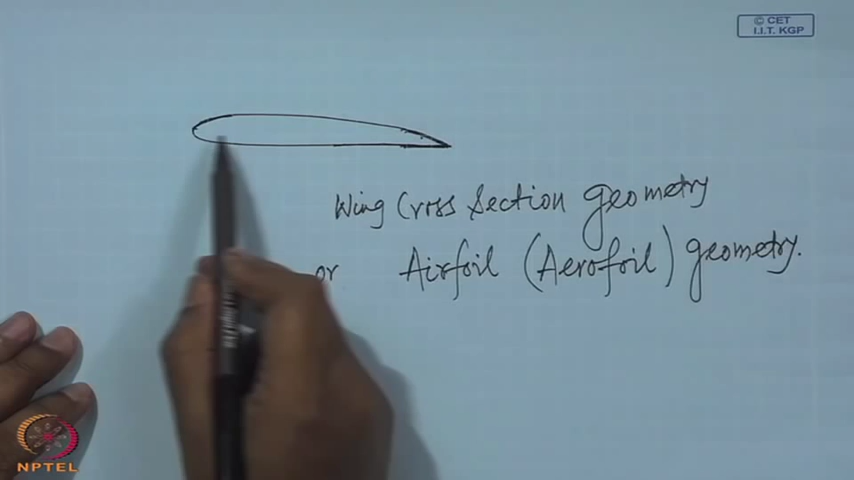 © CET
I.I.T. KGP
Wing Cross Section geometry
or Airfoil (Aerofoil) geometry.
NPTEL